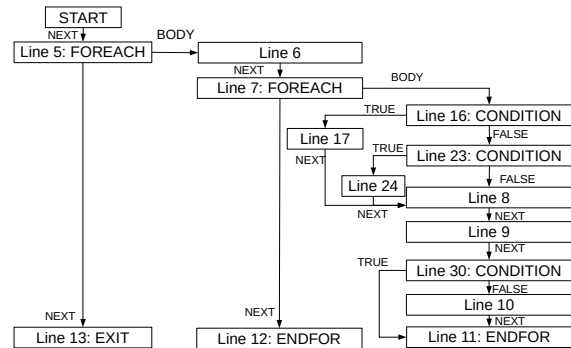 START
NEXT
BODY
Line 5: FOREACH
Line 6
NEXT
Line 7: FOREACH
BODY
TRUE
Line 16: CONDITION
Line 17
FALSE
TRUE
Line 23: CONDITION
NEXT
Line 24
FALSE
Line 8
NEXT
NEXT
Line 9
NEXT
TRUE
Line 30: CONDITION
FALSE
Line 10
NEXT
NEXT
NEXT
Line 13: EXIT
Line 12: ENDFOR
Line 11: ENDFOR